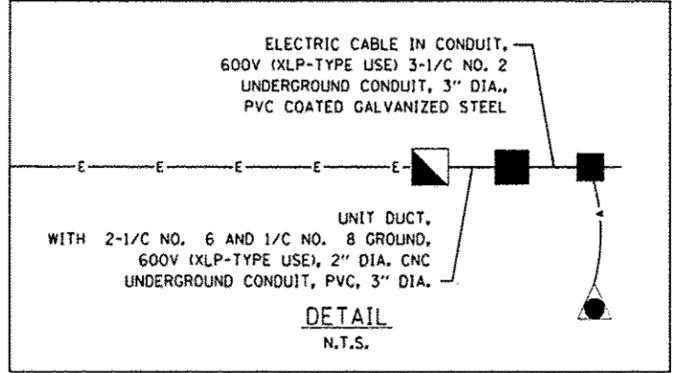 ELECTRIC CABLE IN CONDUIT,
600V (XLP-TYPE USE) 3-1/C NO. 2
UNDERGROUND CONDUIT, 3" DIA.,
PVC COATED GALVANIZED STEEL
E E E E E
UNIT DUCT,
WITH 2-1/C NO. 6 AND 1/C NO. 8 GROUND,
600V (XLP-TYPE USE), 2" DIA. CNC
UNDERGROUND CONDUIT, PVC, 3" DIA.
DETAIL
N.T.S.